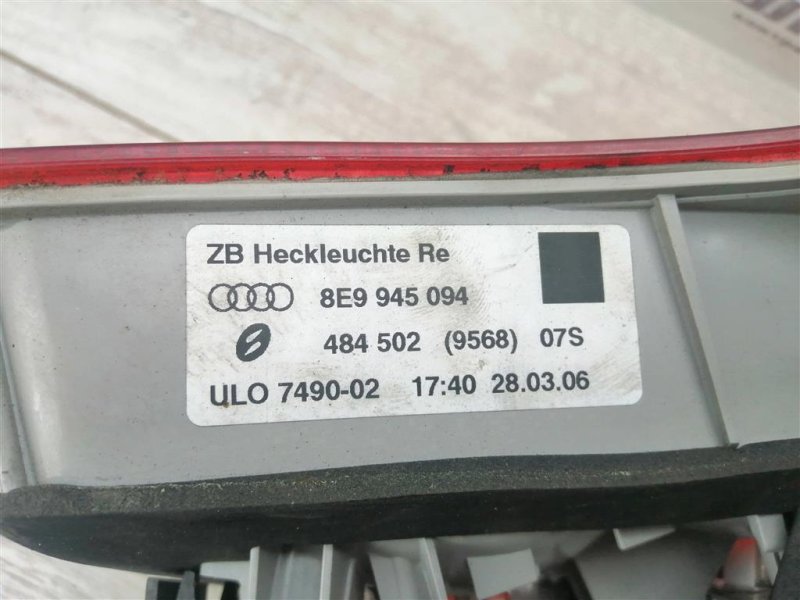 ZB Heckleuchte Re
8E9 945 094
484 502 (9568) 07S
ULO 7490-02 17:40 28.03.06